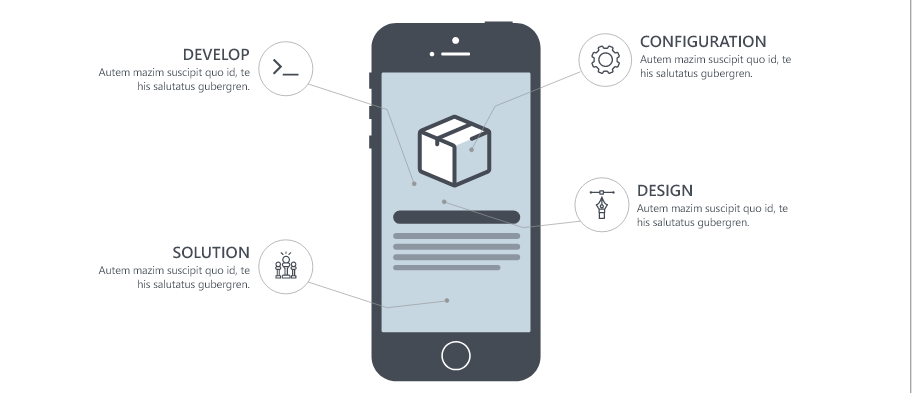 DEVELOP
Autem mazim suscipit quo id, te
his salutatus gubergren.
CONFIGURATION
Autem mazim suscipit quo id, te
his salutatus gubergren.
DESIGN
Autem mazim suscipit quo id, te
his salutatus gubergren.
SOLUTION
Autem mazim suscipit quo id, te
his salutatus gubergren.